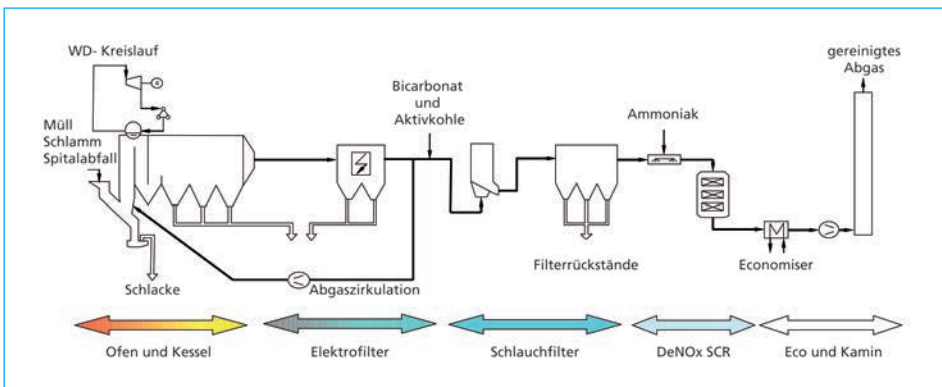 WD- Kreislauf
Müll
Schlamm
Spitalabfall
Bicarbonat
und
Aktivkohle
Ammoniak
gereinigtes
Abgas
Schlacke
Abgaszirkulation
Filterrückstände
Economiser
Ofen und Kessel
Elektrofilter
Schlauchfilter
DeNOx SCR
Eco und Kamin